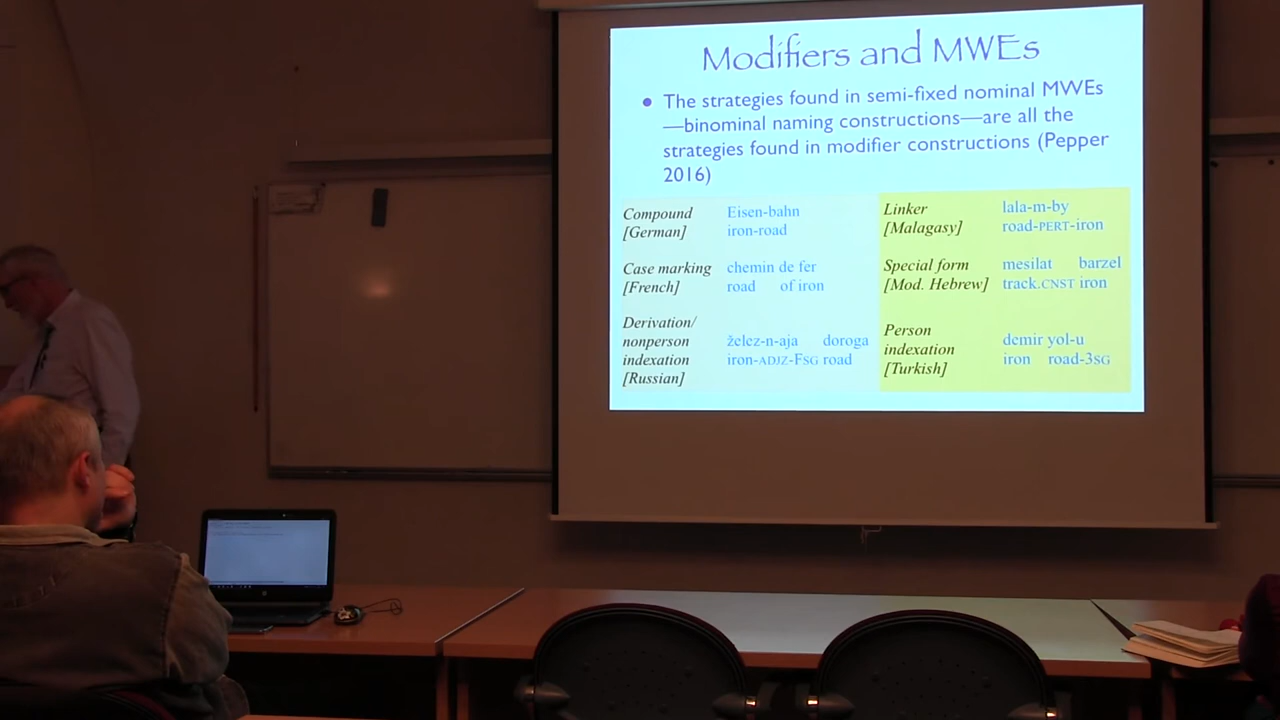 Modifiers and MWEs
• The strategies found in semi-fixed nominal MWEs
—binominal naming constructions—are all the
strategies found in modifier constructions (Pepper
2016)
Compound
[German]
Eisen-bahn
iron-road
Case marking
[French]
chemin de fer
road of iron
Derivation/
nonperson
indexation
[Russian]
želez-n-aja doroga
iron-ADJZ-FSG road
Linker
[Malagasy]
lala-m-by
road-PERT-iron
Special form
[Mod. Hebrew]
mesilat barzel
track.CNST iron
Person
indexation
[Turkish]
demir yol-u
iron road-3SG